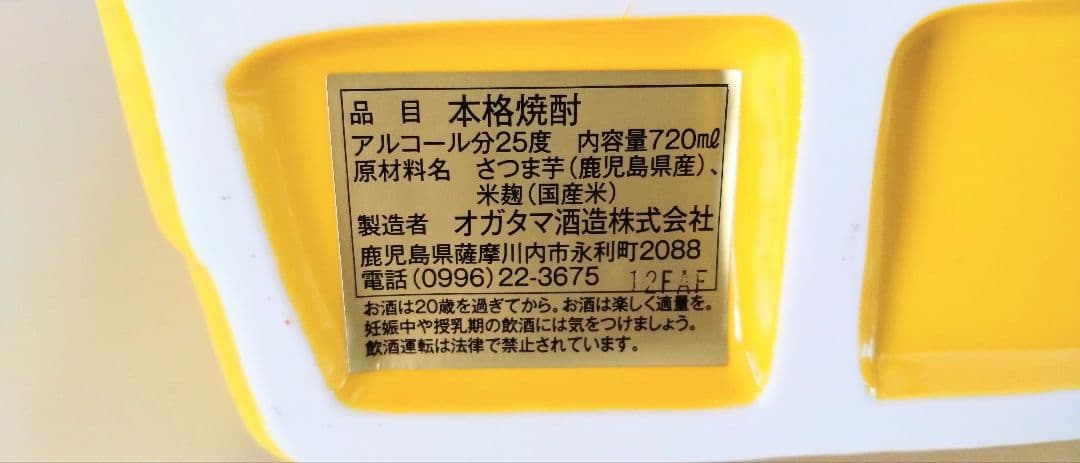 品目 本格焼酎
アルコール分25度 内容量720㎖
原材料名 さつま芋(鹿児島県産)、
米麹(国産米)
製造者 オガタマ酒造株式会社
鹿児島県薩摩川内市永利町2088
電話(0996)22-3675 12FAF
お酒は20歳を過ぎてから。お酒は楽しく適量を。
妊娠中や授乳期の飲酒には気をつけましょう。
飲酒運転は法律で禁止されています。